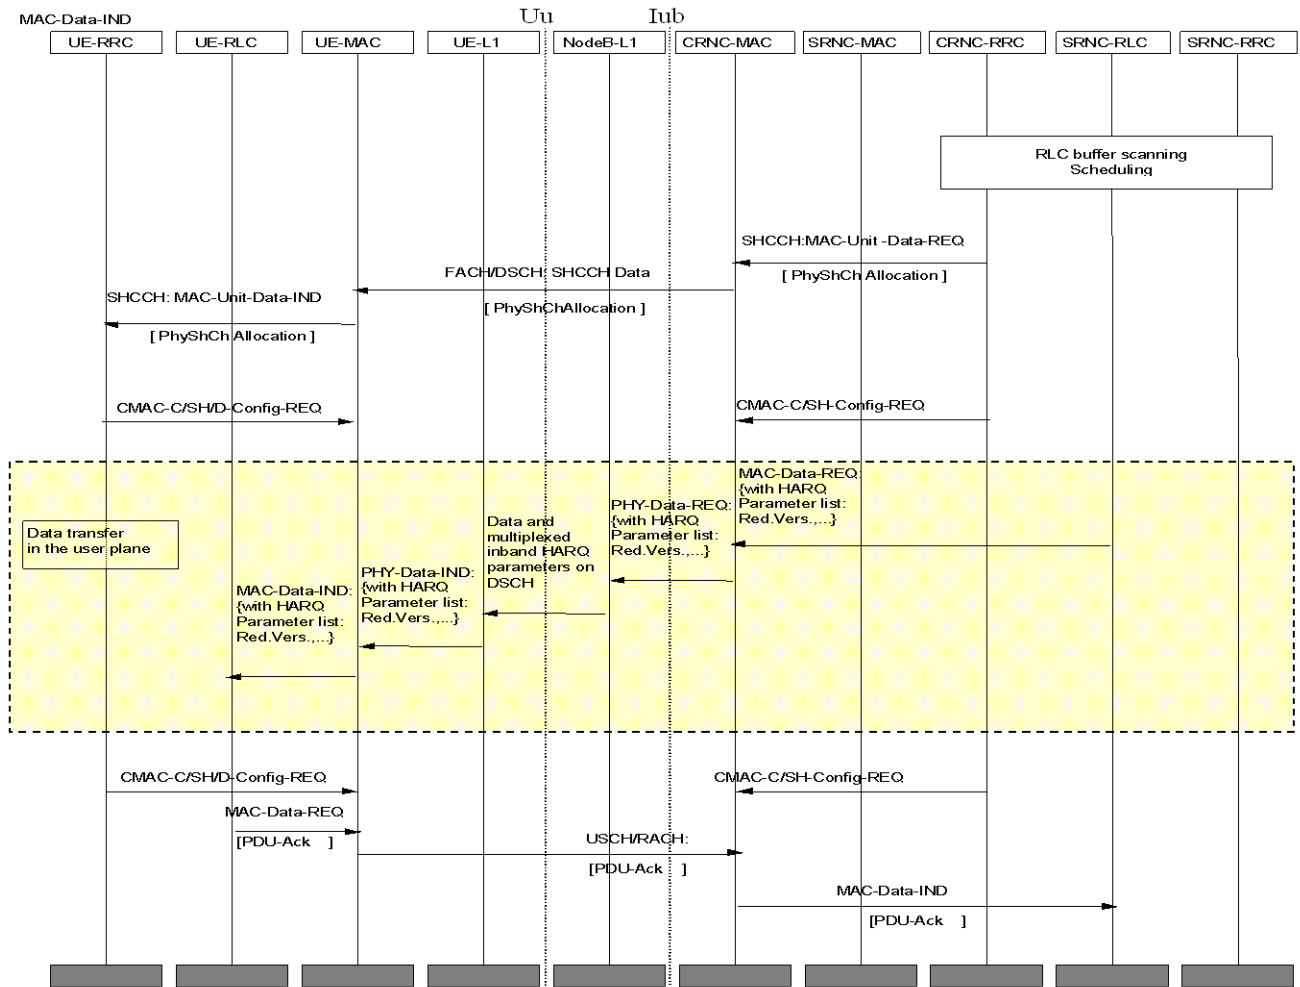 MAC-Data-IND
Uu
Iub
UE-RRC
UE-RLC
UE-MAC
UE-L1
NodeB-L1
CRNC-MAC
SRNC-MAC
CRNC-RRC
SRNC-RLC
SRNC-RRC
RLC buffer scanning
Scheduling
SHCCH:MAC-Unit -Data-REQ
[ PhyShCh Allocation ]
FACH/DSCH: SHCCH Data
[ PhyShChAllocation ]
SHCCH: MAC-Unit-Data-IND
[ PhyShCh Allocation ]
CMAC-C/SH/D-Config-REQ
CMAC-C/SH-Config-REQ
MAC-Data-REQ:
{with HARQ
Parameter list:
Red.Vers.,...}
PHY-Data-REQ:
{with HARQ
Parameter list:
Red.Vers.,...}
Data and
multiplexed
inband HARQ
parameters on
DSCH
Data transfer
in the user plane
PHY-Data-IND:
{with HARQ
Parameter list:
Red.Vers.,...}
MAC-Data-IND:
{with HARQ
Parameter list:
Red.Vers.,...}
CMAC-C/SH/D-Config-REQ
CMAC-C/SH-Config-REQ
MAC-Data-REQ
[PDU-Ack ]
USCH/RACH:
[PDU-Ack ]
MAC-Data-IND
[PDU-Ack ]